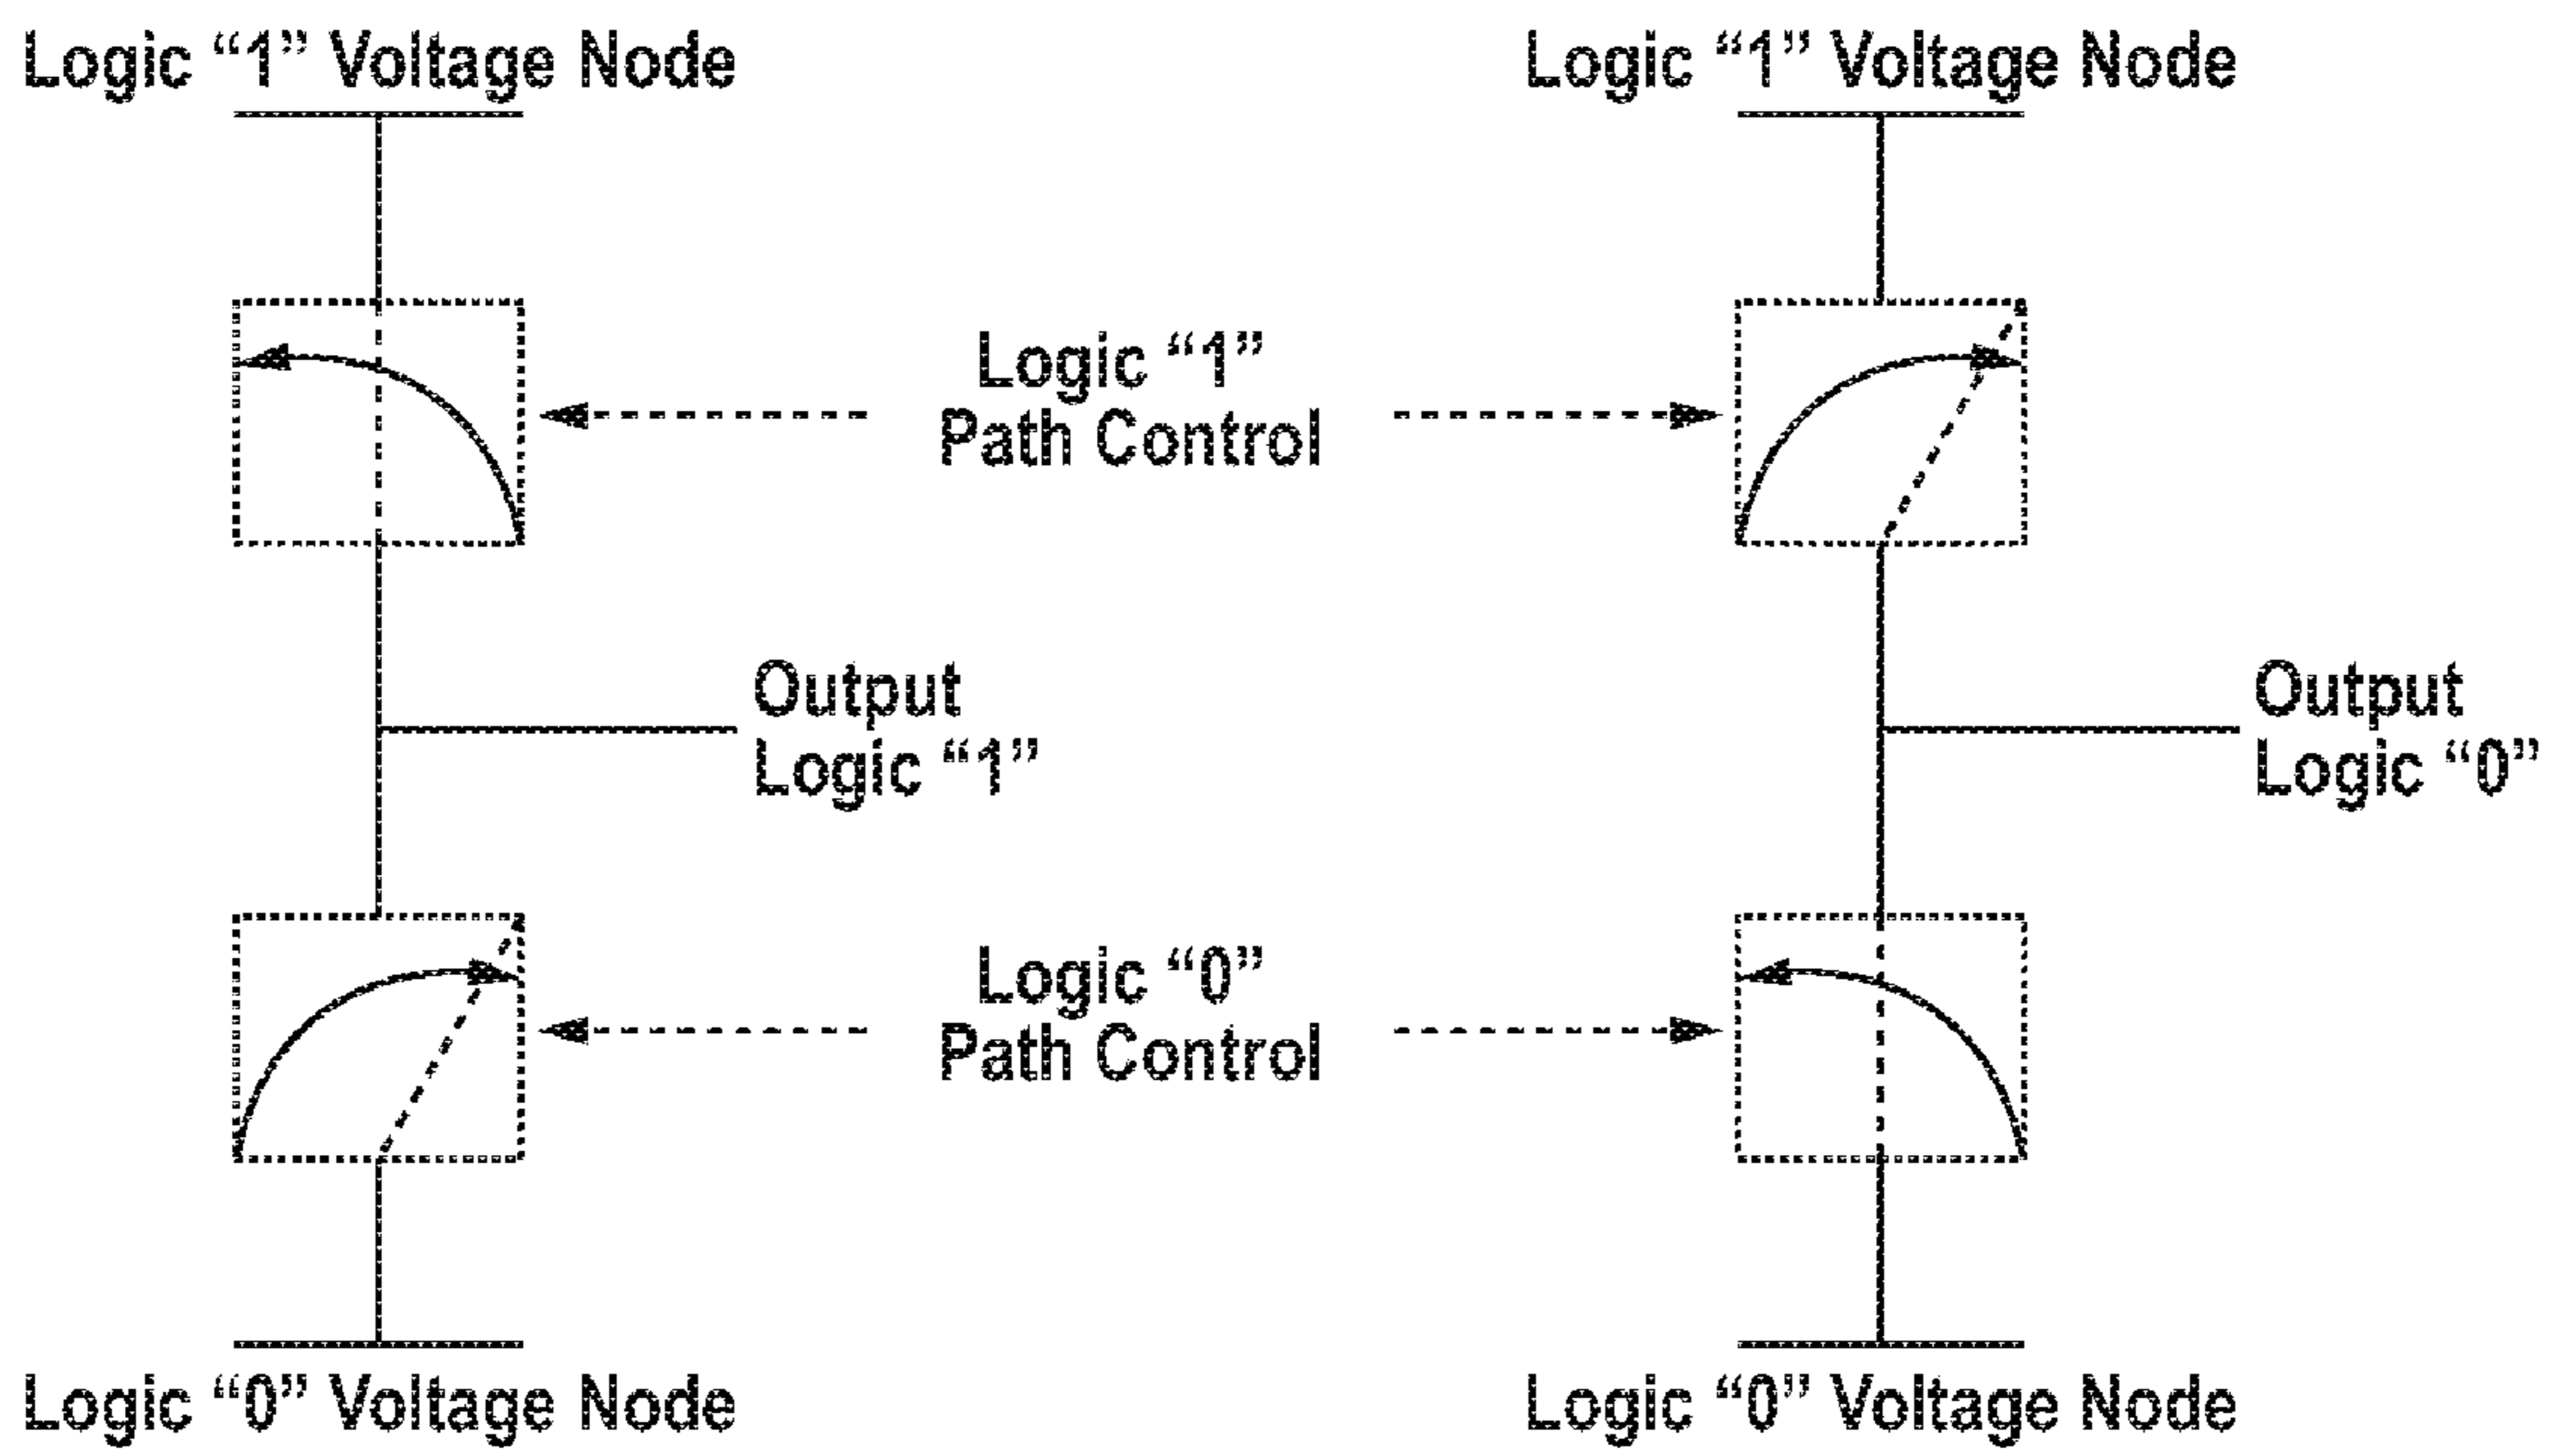 Logic “1” Voltage Node
Logic “1” Voltage Node
Logic “1”
Path Control
Output
Logic “1”
Output
Logic “0”
Logic “0”
Path Control
Logic “0” Voltage Node
Logic “0” Voltage Node